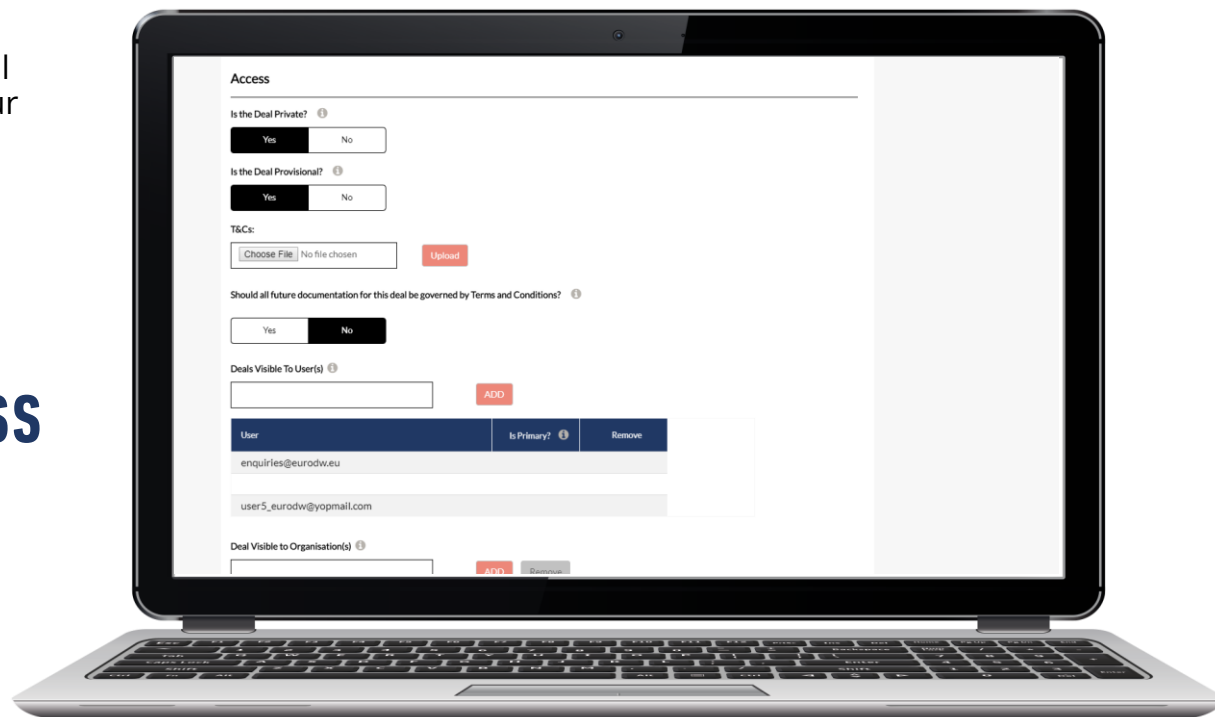 Access
Is the Deal Private?
Yes No
Is the Deal Provisional?
Yes No
T&Cs:
Choose File No file chosen Upload
Should all future documentation for this deal be governed by Terms and Conditions?
Yes No
Deals Visible To User(s)
ADD
User Is Primary? Remove
enquiries@eurodw.eu
user5_eurodw@yopmail.com
Deal Visible to Organisation(s)
ADD Remove